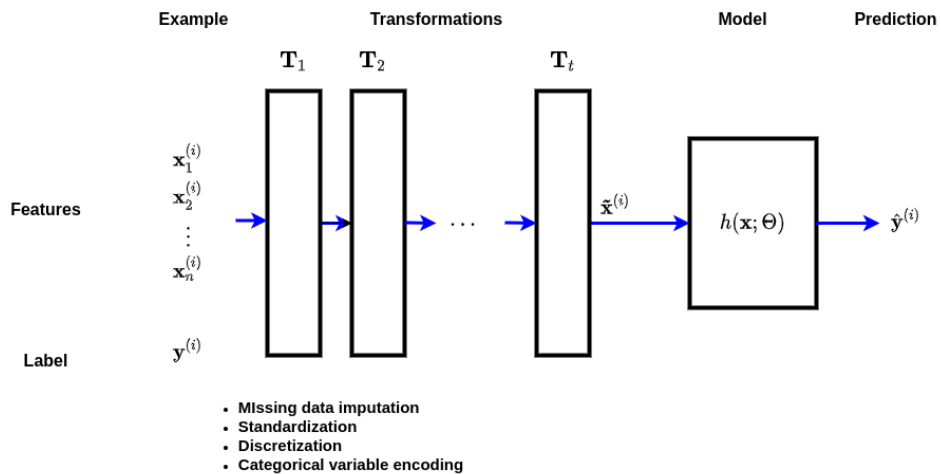 Example Transformations Model Prediction
T₁ T₂ Tₜ
x₁⁽ⁱ⁾
x₂⁽ⁱ⁾
Features
⋮
xₙ⁽ⁱ⁾
... x̃⁽ⁱ⁾ h(x; Θ) ŷ⁽ⁱ⁾
Label y⁽ⁱ⁾
• MIssing data imputation
• Standardization
• Discretization
• Categorical variable encoding